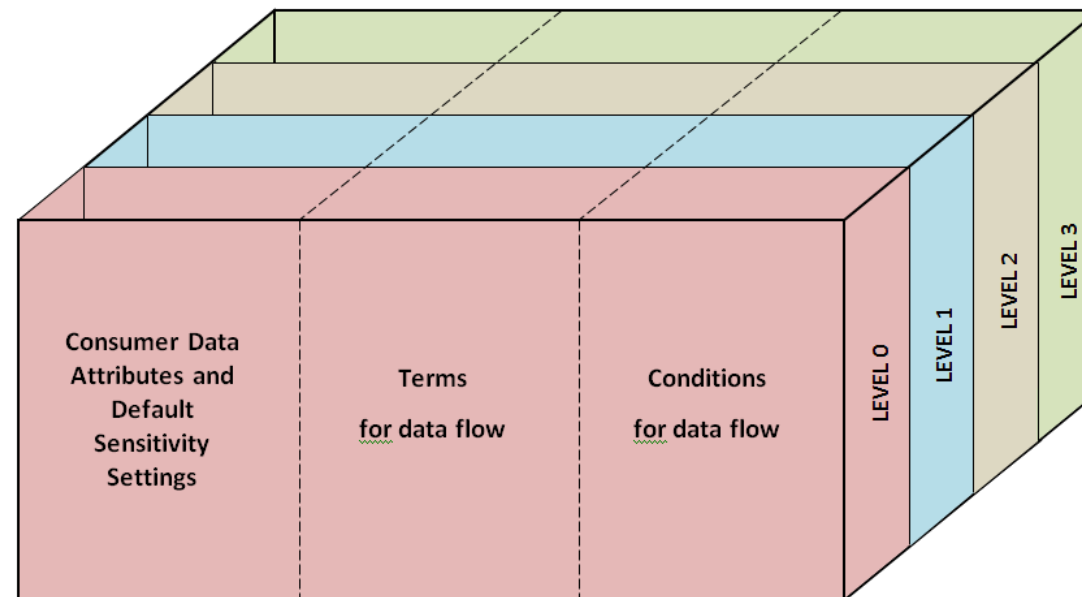 Consumer Data
Attributes and
Default
Sensitivity
Settings
Terms
for data flow
Conditions
for data flow
LEVEL 0
LEVEL 1
LEVEL 2
LEVEL 3